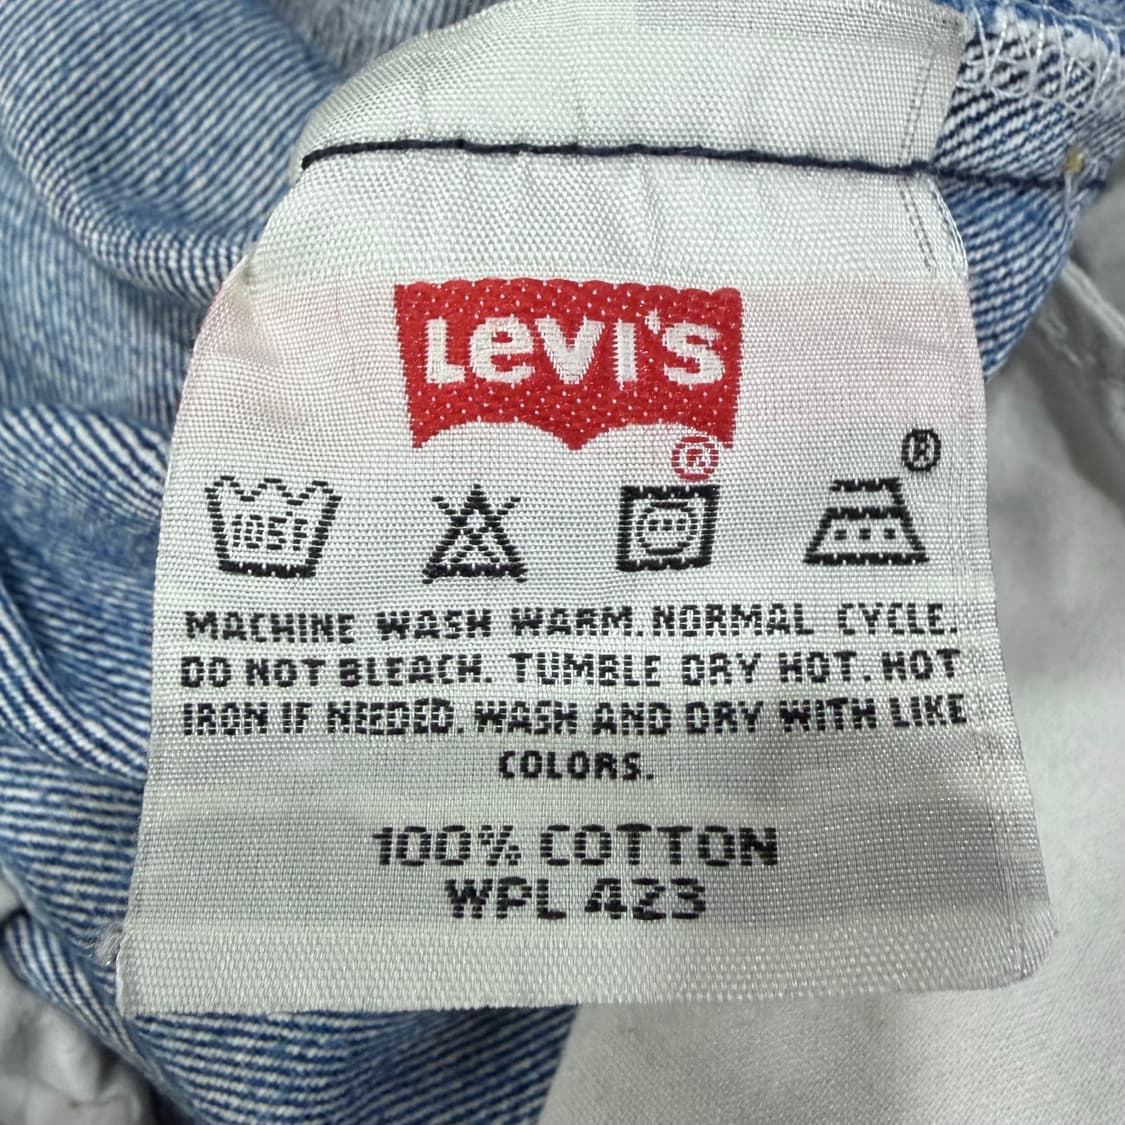 LEVI'S
®
®
105F
MACHINE WASH WARM. NORMAL CYCLE.
DO NOT BLEACH. TUMBLE DRY HOT. HOT
IRON IF NEEDED. WASH AND DRY WITH LIKE
COLORS.
100% COTTON
WPL 423